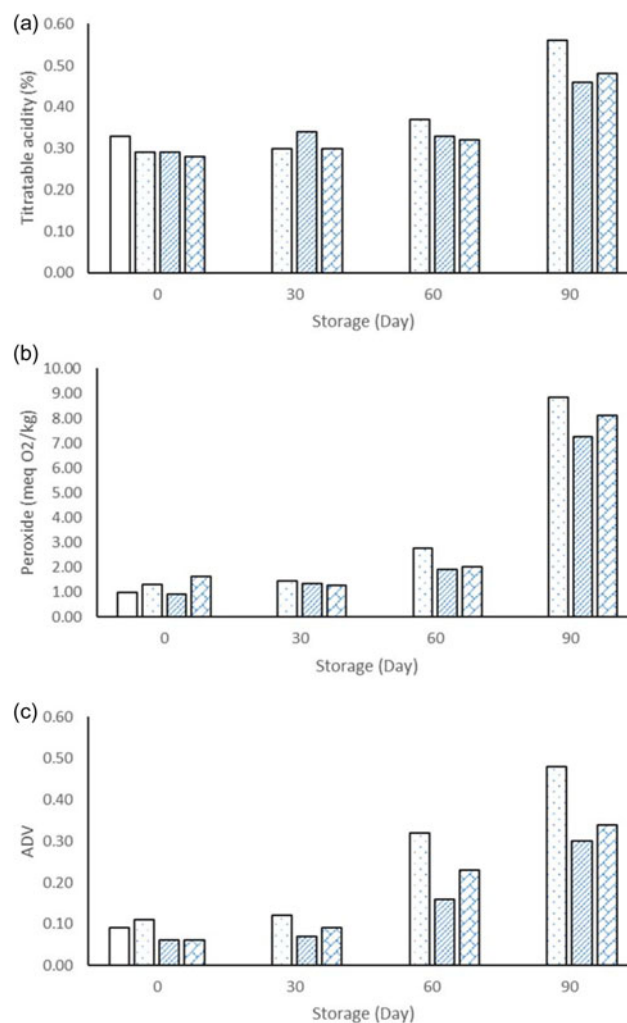 (a)
Titratable acidity (%)
0.60
0.50
0.40
0.30
0.20
0.10
0.00
0 30 60 90
Storage (Day)
(b)
Peroxide (meq O2/kg)
10.00
9.00
8.00
7.00
6.00
5.00
4.00
3.00
2.00
1.00
0.00
0 30 60 90
Storage (Day)
(c)
ADV
0.60
0.50
0.40
0.30
0.20
0.10
0.00
0 30 60 90
Storage (Day)